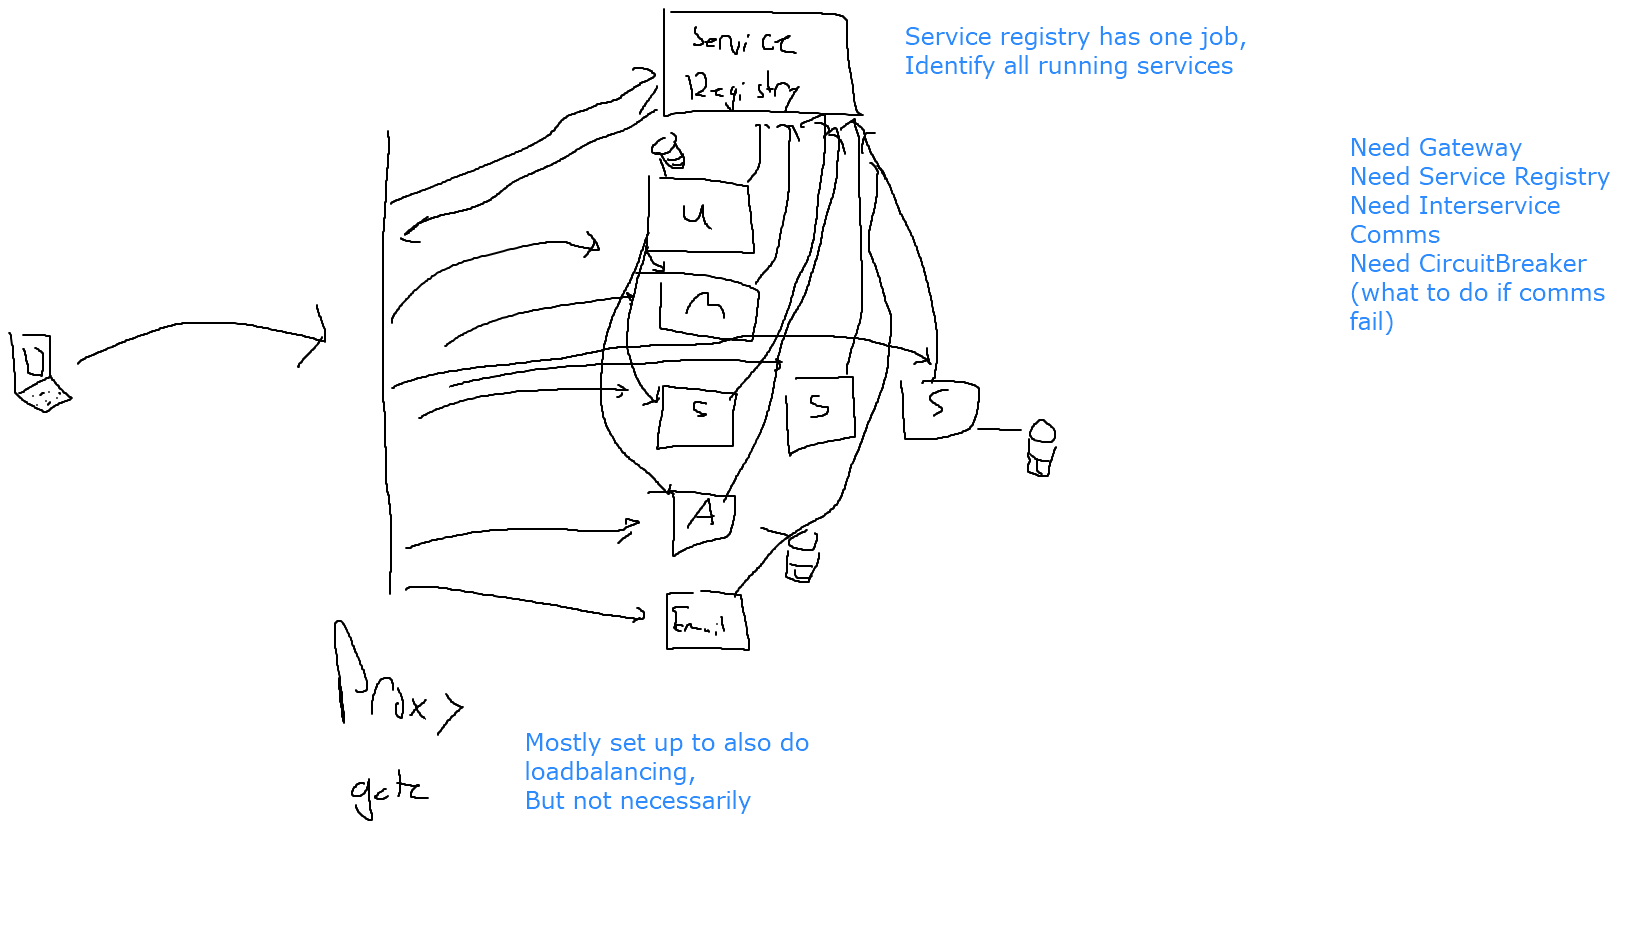 Service
Registry
Service registry has one job,
Identify all running services
Need Gateway
Need Service Registry
Need Interservice
Comms
Need CircuitBreaker
(what to do if comms
fail)
u
m
S S S
A
Email
Proxy
gate
Mostly set up to also do
loadbalancing,
But not necessarily